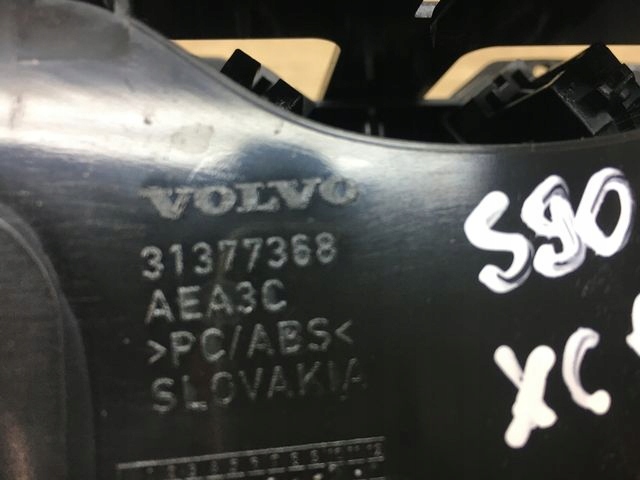 VOLVO
31377368
AEA3C
>PC/ABS<
SLOVAKIA
S90
XC